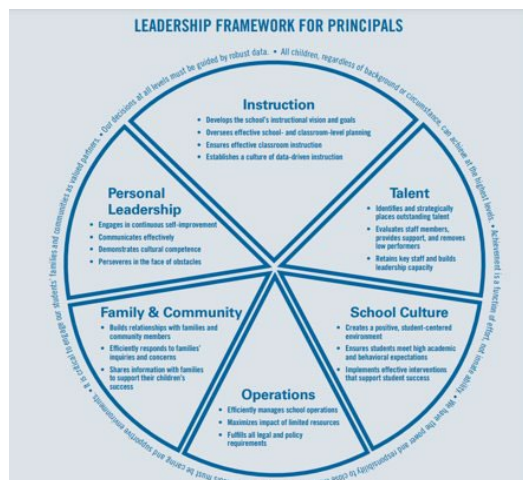 LEADERSHIP FRAMEWORK FOR PRINCIPALS
Our decisions at all levels must be guided by robust data. • All children, regardless of background or circumstance, can achieve at the highest levels. • Achievement is a function of effort, not innate ability. • We have the power and responsibility to close
must be caring and supportive environments. • It is critical to engage our students' families and communities as valued partners. •
Instruction
• Develops the school's instructional vision and goals
• Oversees effective school- and classroom-level planning
• Ensures effective classroom instruction
• Establishes a culture of data-driven instruction
Talent
• Identifies and strategically
places outstanding talent
• Evaluates staff members,
provides support, and removes
low performers
• Retains key staff and builds
leadership capacity
School Culture
• Creates a positive, student-centered
environment
• Ensures students meet high academic
and behavioral expectations
• Implements effective interventions
that support student success
Operations
• Efficiently manages school operations
• Maximizes impact of limited resources
• Fulfills all legal and policy
requirements
Family & Community
• Builds relationships with families and
community members
• Efficiently responds to families'
inquiries and concerns
• Shares information with families
to support their children's
success
Personal
Leadership
• Engages in continuous self-improvement
• Communicates effectively
• Demonstrates cultural competence
• Perseveres in the face of obstacles